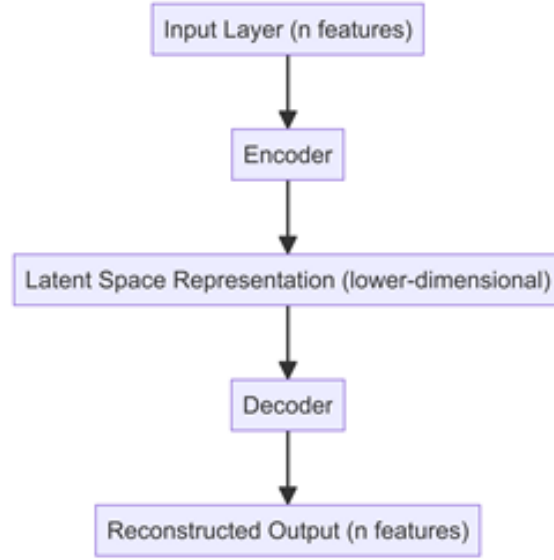 Input Layer (n features)
Encoder
Latent Space Representation (lower-dimensional)
Decoder
Reconstructed Output (n features)